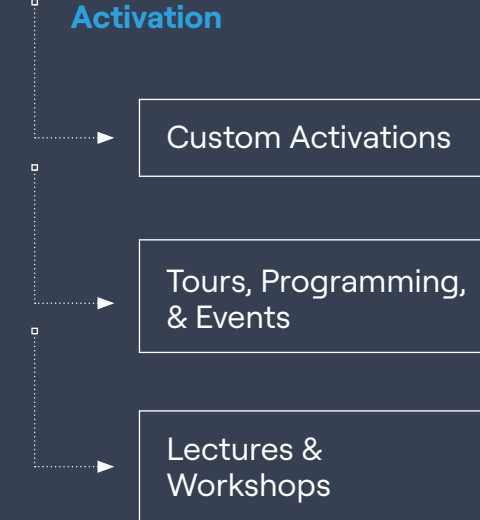 Activation
Custom Activations
Tours, Programming,
& Events
Lectures &
Workshops